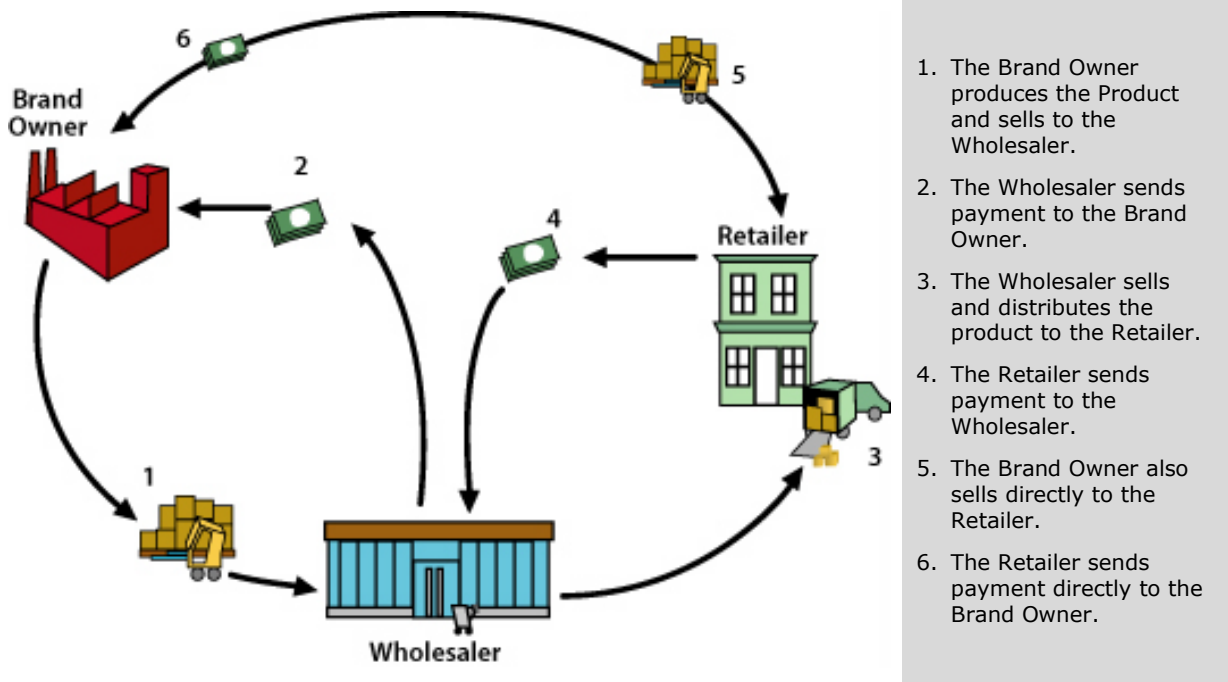 6
5
Brand
Owner
2
4
Retailer
3
1
Wholesaler
1. The Brand Owner
produces the Product
and sells to the
Wholesaler.
2. The Wholesaler sends
payment to the Brand
Owner.
3. The Wholesaler sells
and distributes the
product to the Retailer.
4. The Retailer sends
payment to the
Wholesaler.
5. The Brand Owner also
sells directly to the
Retailer.
6. The Retailer sends
payment directly to the
Brand Owner.